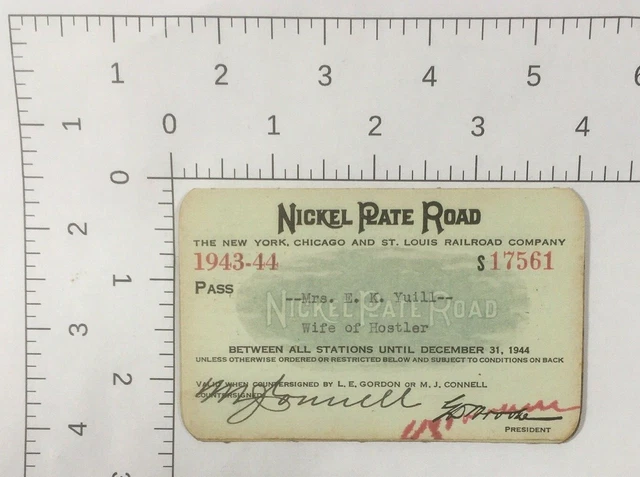 1 2 3 4 5 6
0 1 2 3 4
1 2 3 4
0 1 2 3
NICKEL PLATE ROAD
THE NEW YORK, CHICAGO AND ST. LOUIS RAILROAD COMPANY
1943-44 S 17561
PASS
--Mrs. E. K. Yuill--
NICKEL PLATE ROAD
Wife of Hostler
BETWEEN ALL STATIONS UNTIL DECEMBER 31, 1944
UNLESS OTHERWISE ORDERED OR RESTRICTED BELOW AND SUBJECT TO CONDITIONS ON BACK
VALID WHEN COUNTERSIGNED BY L. E. GORDON OR M. J. CONNELL
COUNTERSIGNED
M J Connell
PRESIDENT